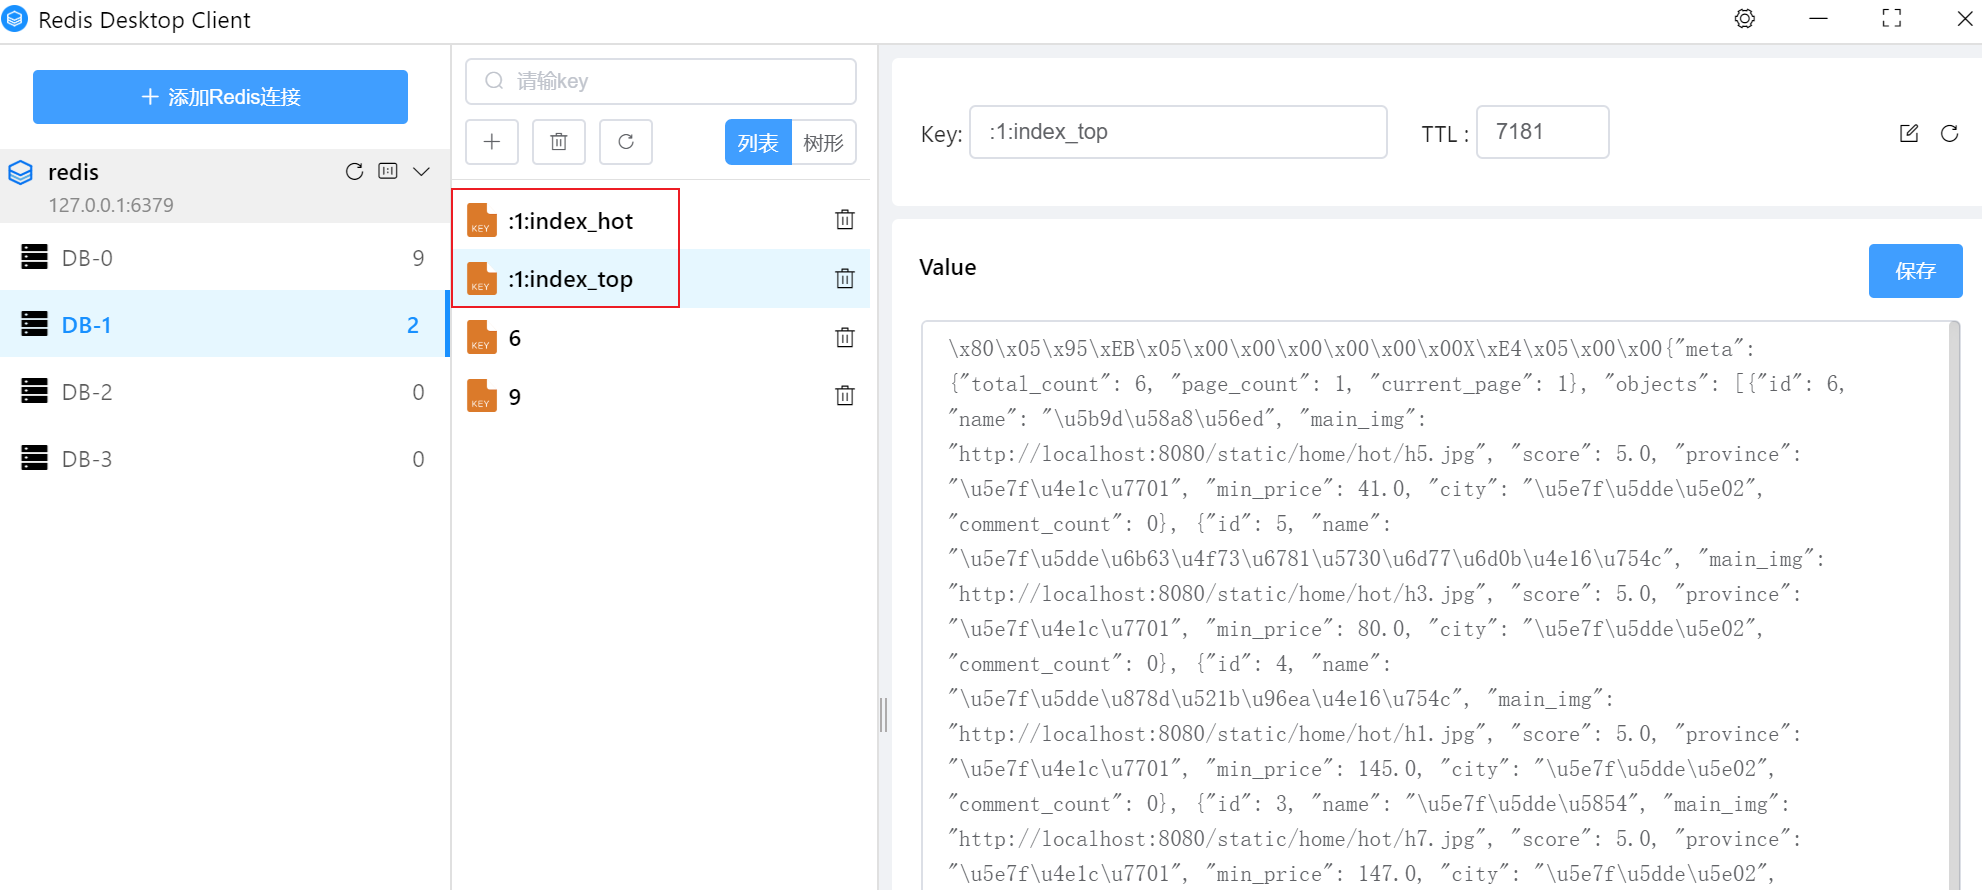 Redis Desktop Client
+ 添加Redis连接
redis
127.0.0.1:6379
DB-0 9
DB-1 2
DB-2 0
DB-3 0
请输key
列表 树形
KEY :1:index_hot
KEY :1:index_top
KEY 6
KEY 9
Key: :1:index_top TTL : 7181
Value 保存
\x80\x05\x95\xEB\x05\x00\x00\x00\x00\x00\x00X\xE4\x05\x00\x00{"meta":
{"total_count": 6, "page_count": 1, "current_page": 1}, "objects": [{"id": 6,
"name": "\u5b9d\u58a8\u56ed", "main_img":
"http://localhost:8080/static/home/hot/h5.jpg", "score": 5.0, "province":
"\u5e7f\u4e1c\u7701", "min_price": 41.0, "city": "\u5e7f\u5dde\u5e02",
"comment_count": 0}, {"id": 5, "name":
"\u5e7f\u5dde\u6b63\u4f73\u6781\u5730\u6d77\u6d0b\u4e16\u754c", "main_img":
"http://localhost:8080/static/home/hot/h3.jpg", "score": 5.0, "province":
"\u5e7f\u4e1c\u7701", "min_price": 80.0, "city": "\u5e7f\u5dde\u5e02",
"comment_count": 0}, {"id": 4, "name":
"\u5e7f\u5dde\u878d\u521b\u96ea\u4e16\u754c", "main_img":
"http://localhost:8080/static/home/hot/h1.jpg", "score": 5.0, "province":
"\u5e7f\u4e1c\u7701", "min_price": 145.0, "city": "\u5e7f\u5dde\u5e02",
"comment_count": 0}, {"id": 3, "name": "\u5e7f\u5dde\u5854", "main_img":
"http://localhost:8080/static/home/hot/h7.jpg", "score": 5.0, "province":
"\u5e7f\u4e1c\u7701", "min_price": 147.0, "city": "\u5e7f\u5dde\u5e02",